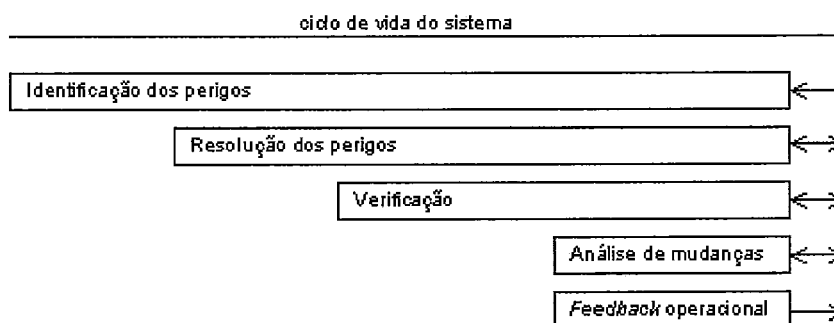 ciclo de vida do sistema
Identificação dos perigos
Resolução dos perigos
Verificação
Análise de mudanças
Feedback operacional